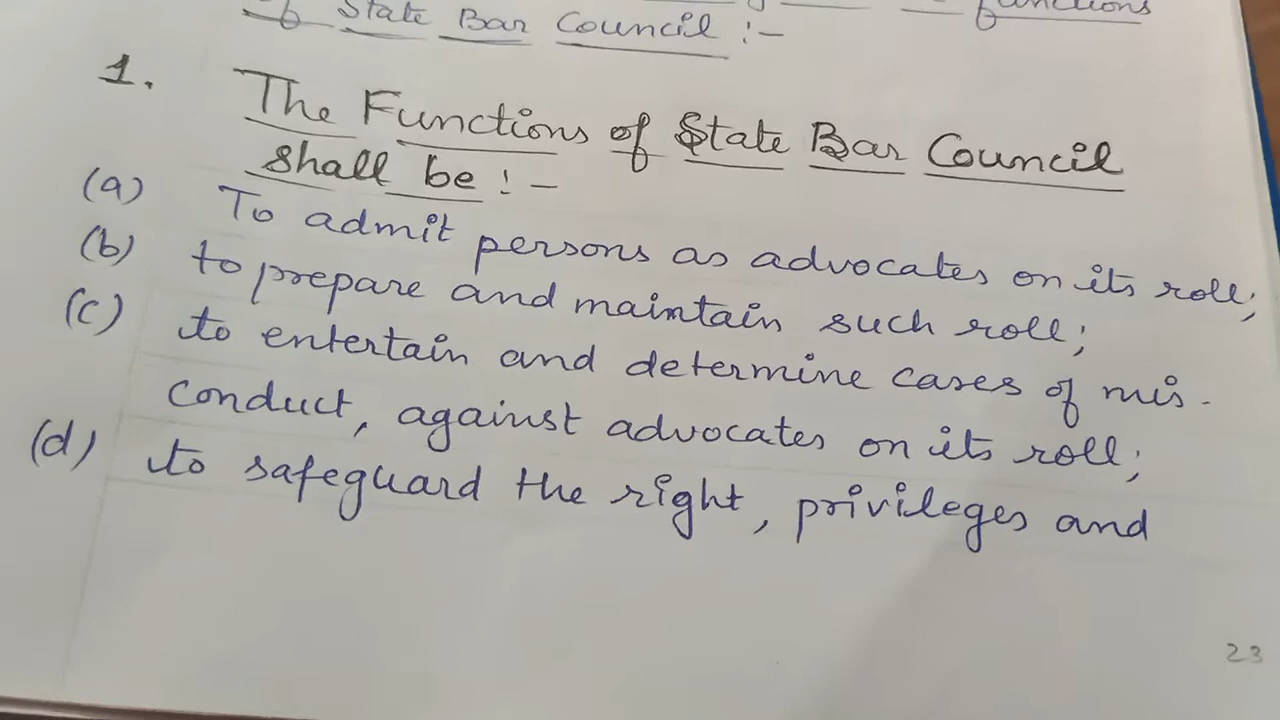 functions
of State Bar Council :-
1. The Functions of State Bar Council
shall be :-
(a) To admit persons as advocates on its roll;
(b) to prepare and maintain such roll;
(c) to entertain and determine cases of mis-
conduct, against advocates on its roll;
(d) to safeguard the right, privileges and
23